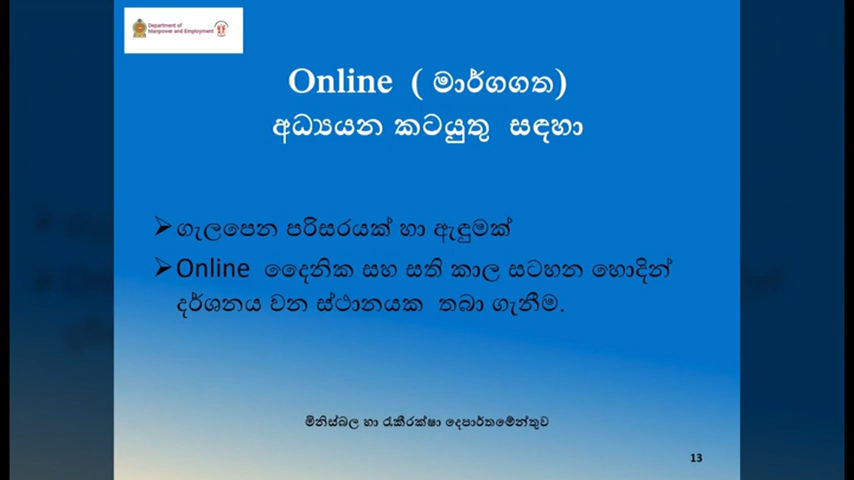 Department of
Manpower and Employment
Online ( මාර්ගගත)
අධ්‍යයන කටයුතු සඳහා
➢ගැලපෙන පරිසරයක් හා ඇඳුමක්
➢Online දෛනික සහ සති කාල සටහන හොදින්
දර්ශනය වන ස්ථානයක තබා ගැනීම.
මිනිස්බල හා රැකීරක්ෂා දෙපාර්තමේන්තුව
13